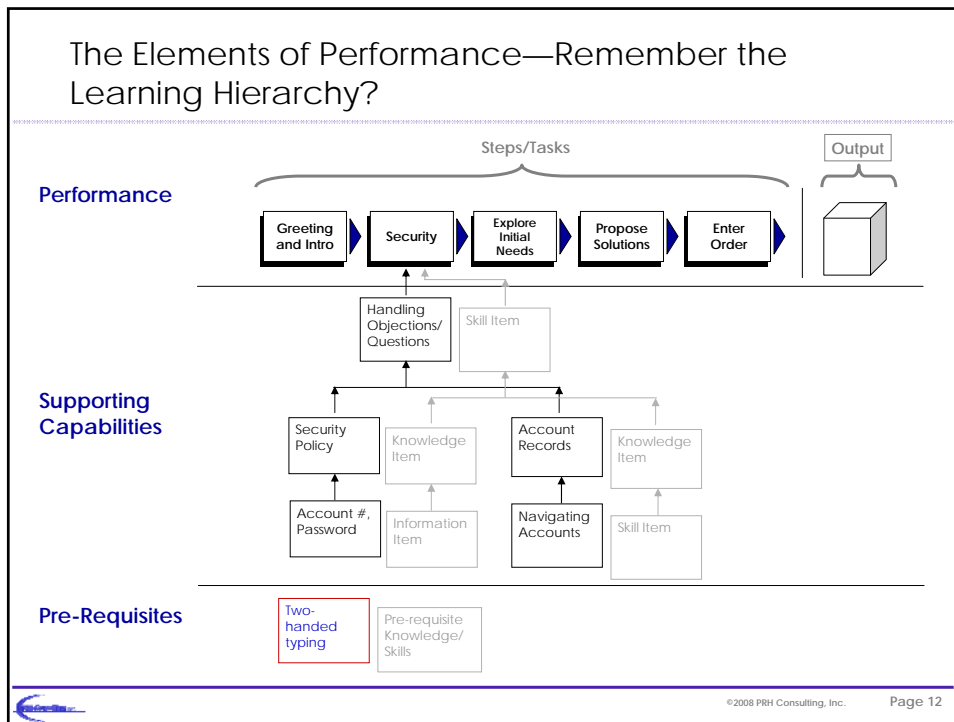 The Elements of Performance—Remember the
Learning Hierarchy?
Steps/Tasks
Output
Performance
Greeting
and Intro
Security
Explore
Initial
Needs
Propose
Solutions
Enter
Order
Handling
Objections/
Questions
Skill Item
Supporting
Capabilities
Security
Policy
Knowledge
Item
Account
Records
Knowledge
Item
Account #,
Password
Information
Item
Navigating
Accounts
Skill Item
Pre-Requisites
Two-
handed
typing
Pre-requisite
Knowledge/
Skills
©2008 PRH Consulting, Inc.
Page 12